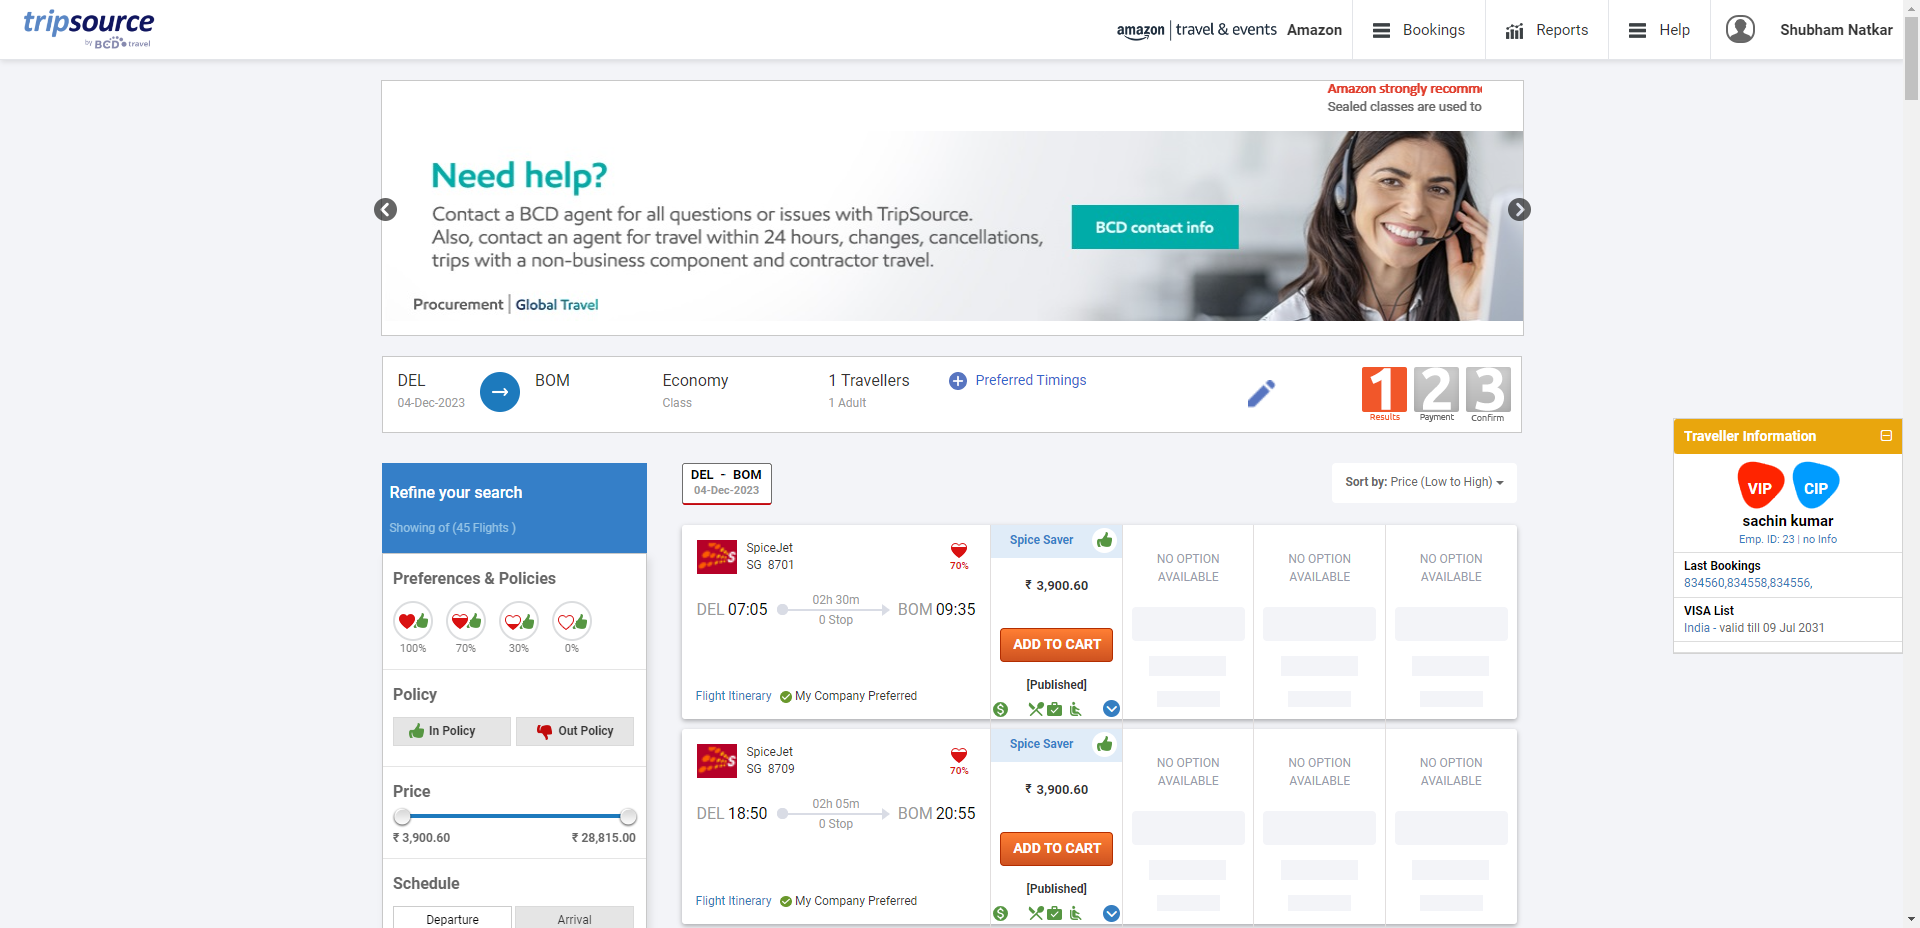 tripsource
by BCD travel
amazon | travel & events Amazon
Bookings
Reports
Help
Shubham Natkar
Amazon strongly recomm
Sealed classes are used to
Need help?
Contact a BCD agent for all questions or issues with TripSource.
Also, contact an agent for travel within 24 hours, changes, cancellations,
trips with a non-business component and contractor travel.
BCD contact info
Procurement | Global Travel
DEL
04-Dec-2023
BOM
Economy
Class
1 Travellers
1 Adult
Preferred Timings
1 2 3
Results Payment Confirm
Traveller Information
VIP CIP
sachin kumar
Emp. ID: 23 | no Info
Last Bookings
834560,834558,834556,
VISA List
India - valid till 09 Jul 2031
Refine your search
Showing of (45 Flights )
Preferences & Policies
100% 70% 30% 0%
Policy
In Policy Out Policy
Price
₹ 3,900.60 ₹ 28,815.00
Schedule
Departure Arrival
DEL - BOM
04-Dec-2023
Sort by: Price (Low to High)
SpiceJet
SG 8701
70%
DEL 07:05
02h 30m
0 Stop
BOM 09:35
Flight Itinerary My Company Preferred
Spice Saver
₹ 3,900.60
ADD TO CART
[Published]
NO OPTION
AVAILABLE
NO OPTION
AVAILABLE
NO OPTION
AVAILABLE
SpiceJet
SG 8709
70%
DEL 18:50
02h 05m
0 Stop
BOM 20:55
Flight Itinerary My Company Preferred
Spice Saver
₹ 3,900.60
ADD TO CART
[Published]
NO OPTION
AVAILABLE
NO OPTION
AVAILABLE
NO OPTION
AVAILABLE